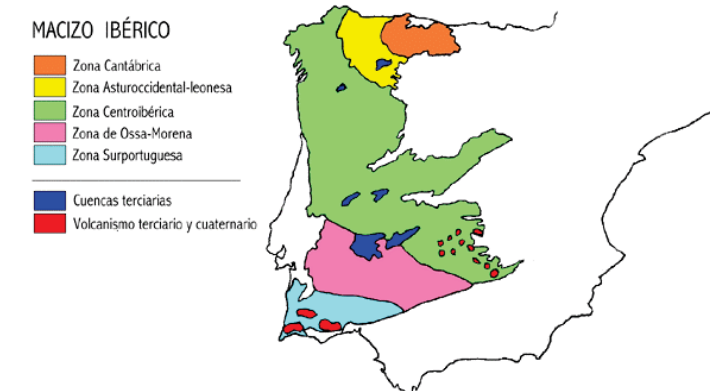 MACIZO IBÉRICO
Zona Cantábrica
Zona Asturoccidental-leonesa
Zona Centroibérica
Zona de Ossa-Morena
Zona Surportuguesa
Cuencas terciarias
Volcanismo terciario y cuaternario